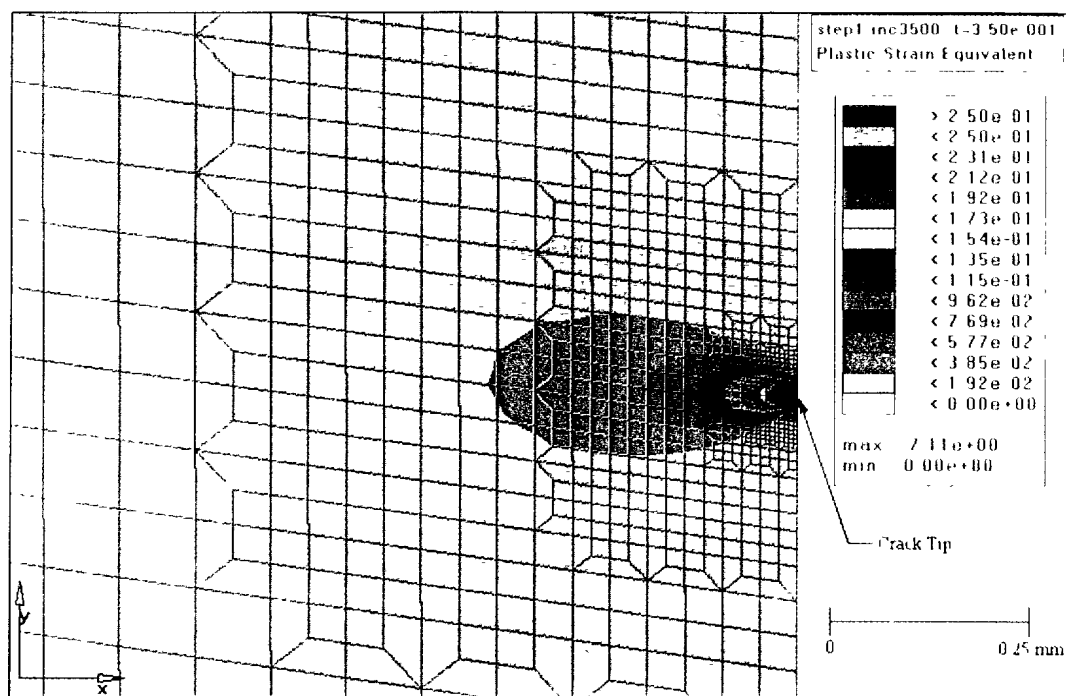 step1 inc3500 t=3 50e 001
Plastic Strain Equivalent
> 2 50e 01
< 2 50e 01
< 2 31e 01
< 2 12e 01
< 1 92e 01
< 1 73e 01
< 1 54e-01
< 1 35e 01
< 1 15e-01
< 9 62e 02
< 7 69e 02
< 5 77e 02
< 3 85e 02
< 1 92e 02
< 0 00e+00
max
min 0 00e+00
Crack Tip
y
x
0
0 25 mm